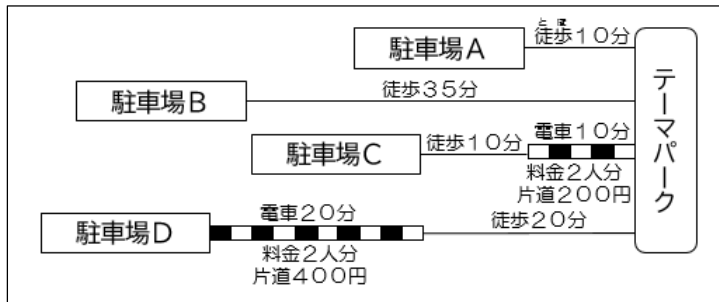 駐車場A
とほ
徒歩10分
駐車場B
徒歩35分
駐車場C
徒歩10分
電車10分
料金2人分
片道200円
駐車場D
電車20分
料金2人分
片道400円
徒歩20分
テーマパーク